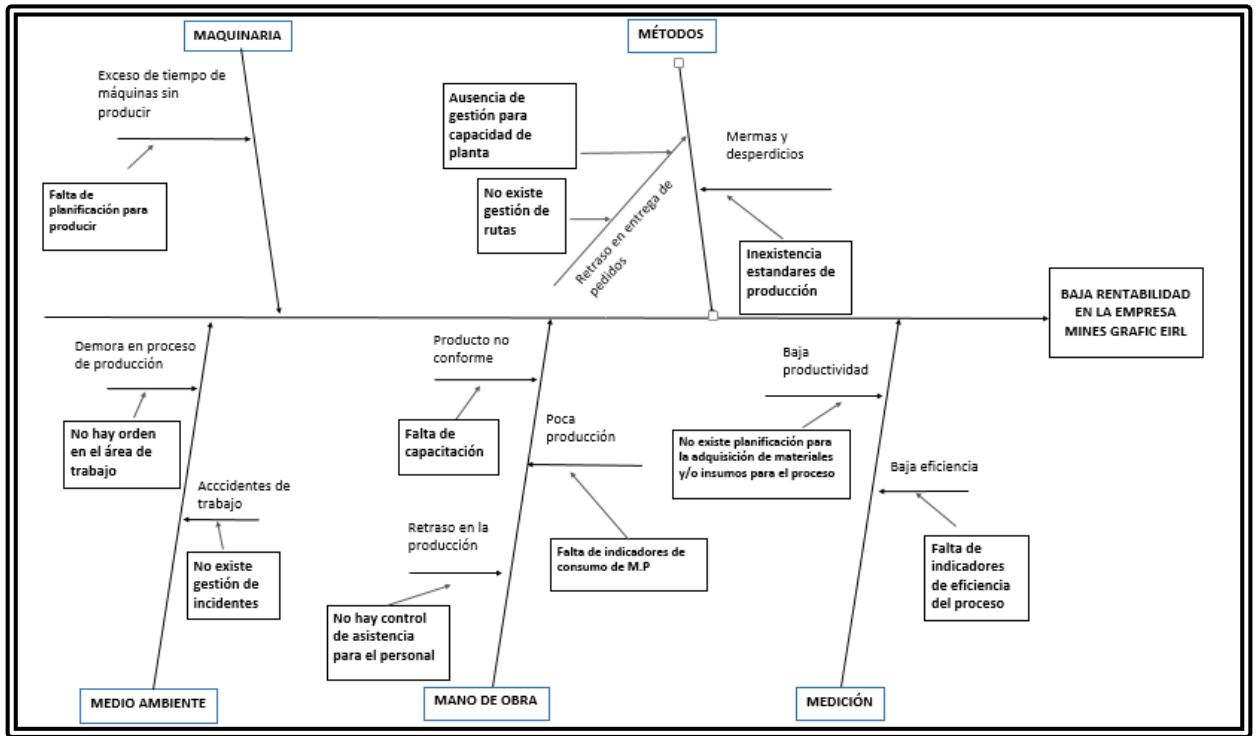 MAQUINARIA
MÉTODOS
Exceso de tiempo de
máquinas sin
producir
Falta de
planificación para
producir
Ausencia de
gestión para
capacidad de
planta
No existe
gestión de
rutas
Retraso en entrega de
pedidos
Mermas y
desperdicios
Inexistencia
estandares de
producción
BAJA RENTABILIDAD
EN LA EMPRESA
MINES GRAFIC EIRL
Demora en proceso
de producción
No hay orden
en el área de
trabajo
Acccidentes de
trabajo
No existe
gestión de
incidentes
Producto no
conforme
Falta de
capacitación
Poca
producción
Falta de indicadores de
consumo de M.P
Retraso en la
producción
No hay control
de asistencia
para el personal
Baja
productividad
No existe planificación para
la adquisición de materiales
y/o insumos para el proceso
Baja eficiencia
Falta de
indicadores
de eficiencia
del proceso
MEDIO AMBIENTE
MANO DE OBRA
MEDICIÓN